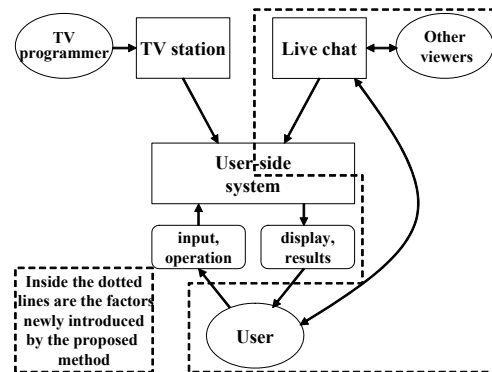 TV
programmer
TV station
Live chat
Other
viewers
User-side
system
input,
operation
display,
results
Inside the dotted
lines are the factors
newly introduced
by the proposed
method
User